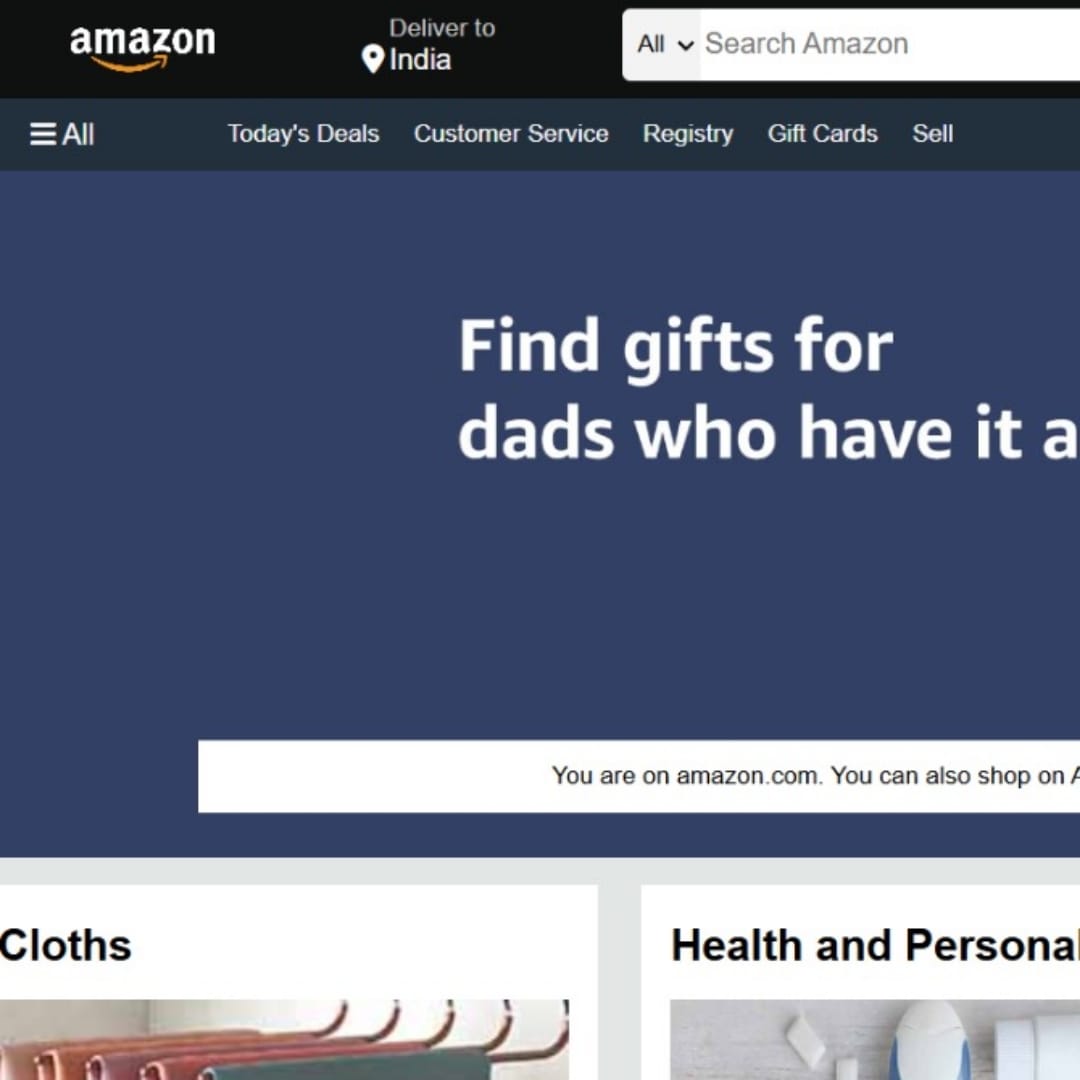 amazon
Deliver to
India
All
Search Amazon
All
Today's Deals
Customer Service
Registry
Gift Cards
Sell
Find gifts for
dads who have it a
You are on amazon.com. You can also shop on A
Cloths
Health and Personal